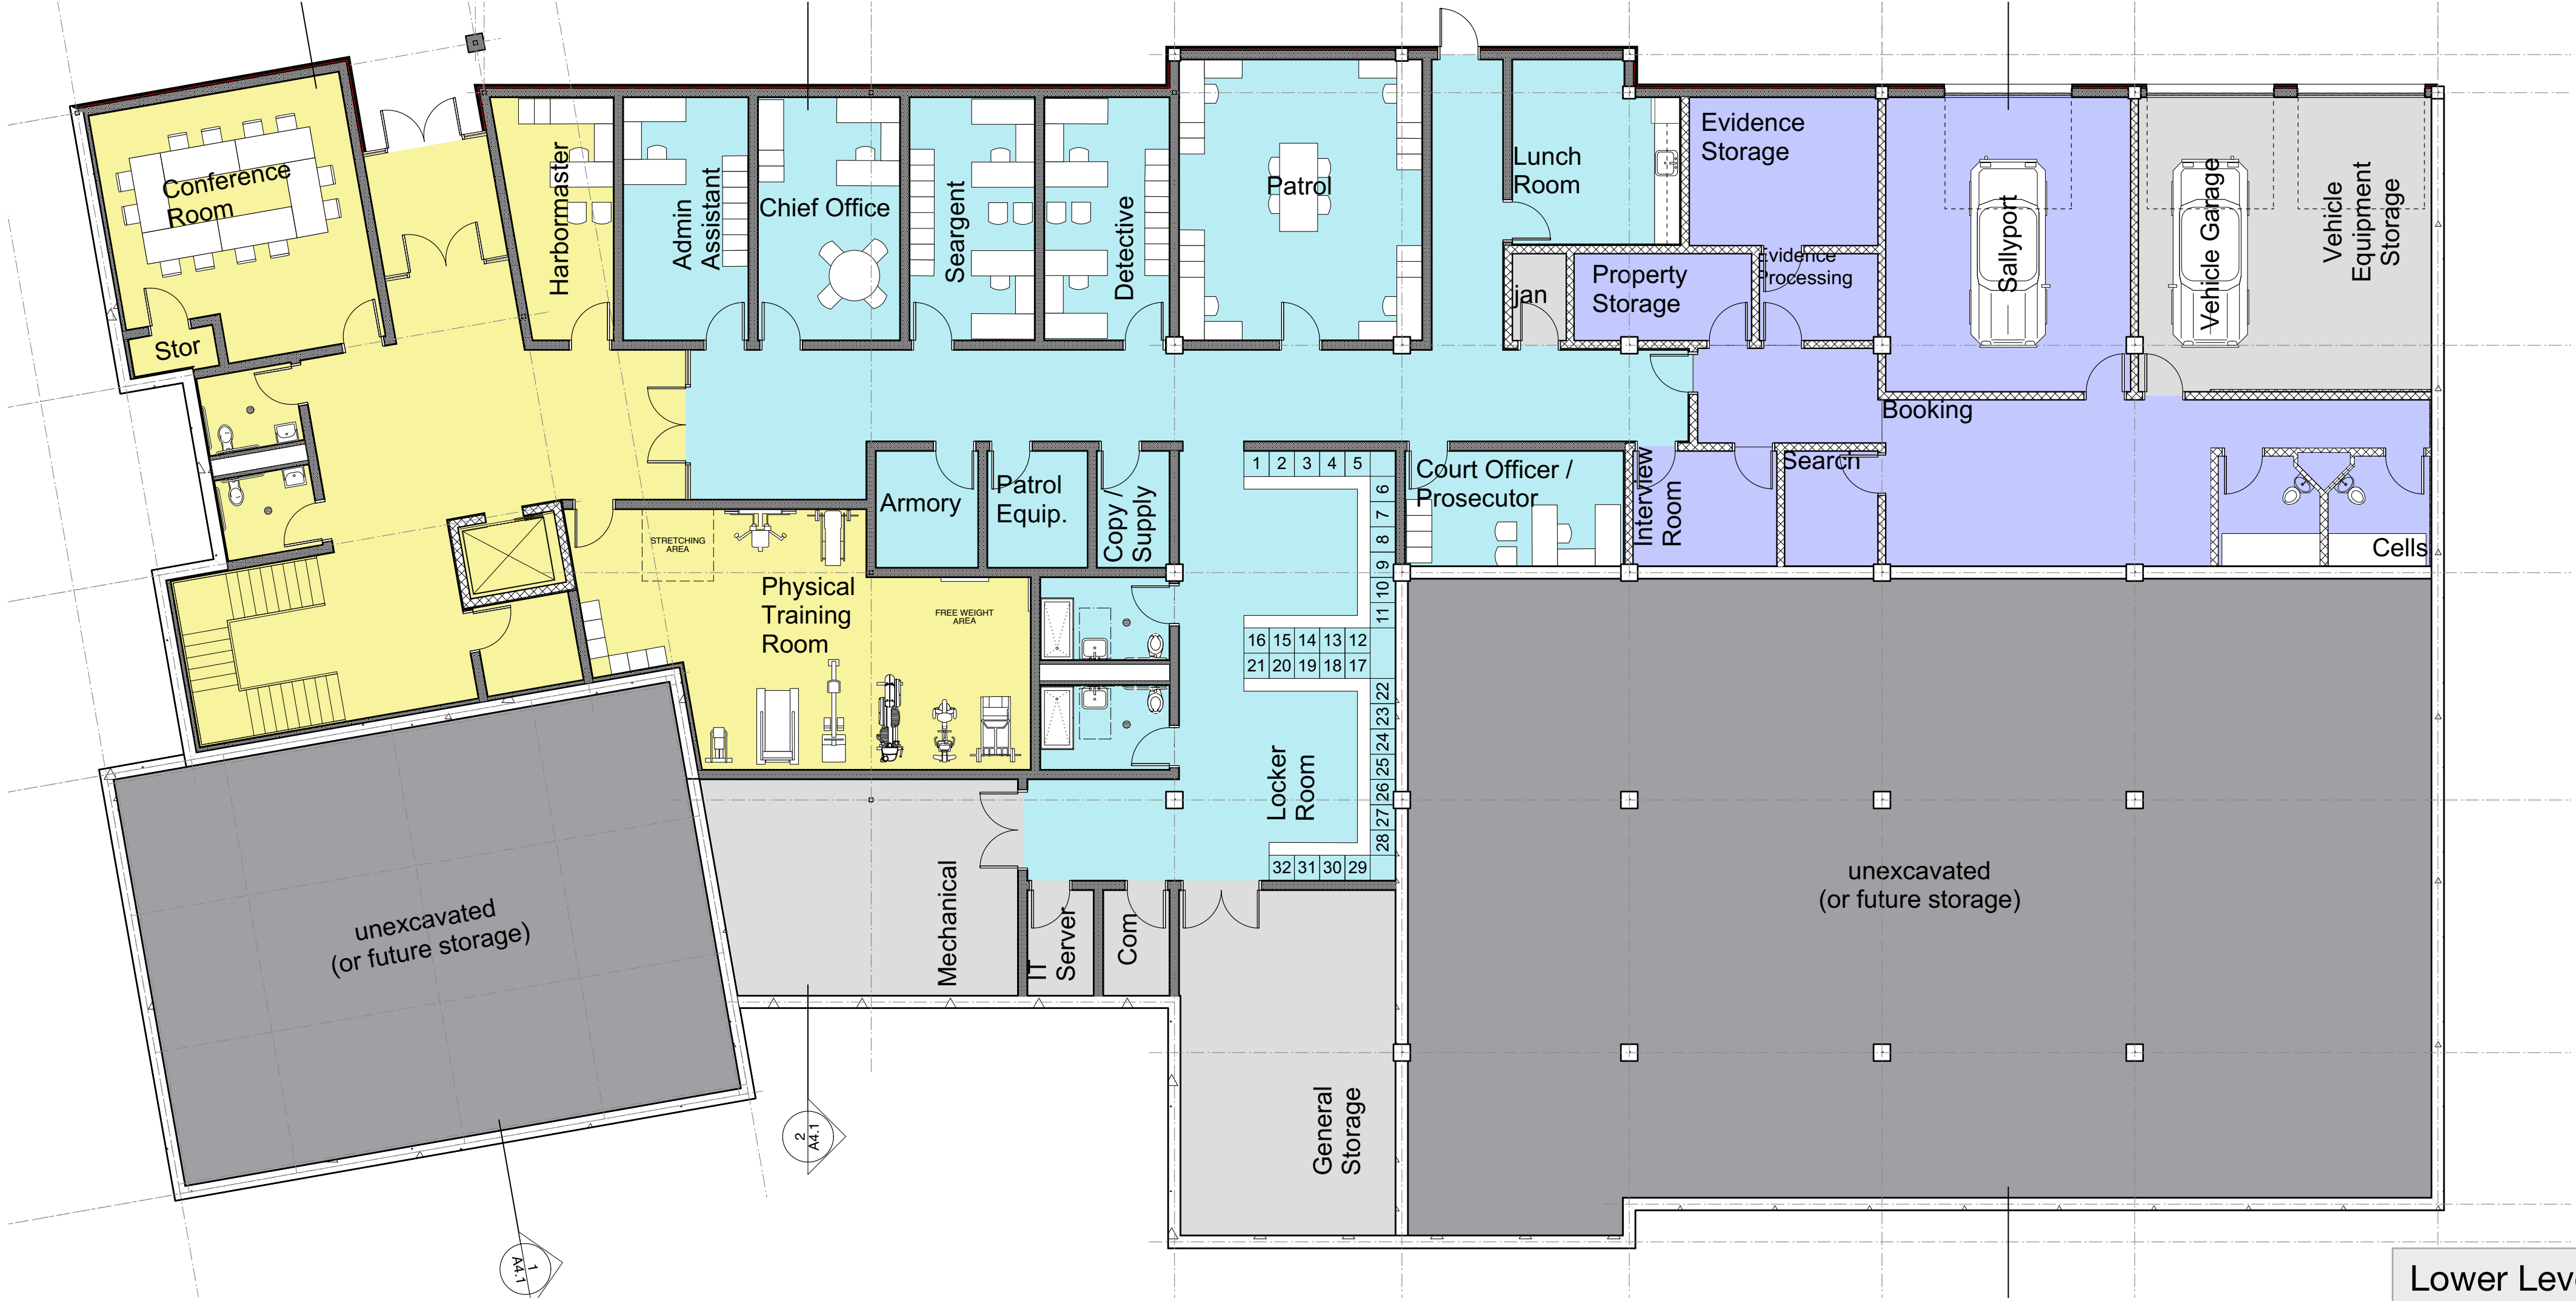 Conference
Room
Stor
Harbormaster
Admin
Assistant
Chief Office
Seargent
Detective
Patrol
Lunch
Room
Evidence
Storage
jan
Property
Storage
Evidence
Processing
Sallyport
Vehicle Garage
Vehicle
Equipment
Storage
Booking
Search
Interview
Room
Cells
Court Officer /
Prosecutor
Armory
Patrol
Equip.
Copy /
Supply
STRETCHING
AREA
Physical
Training
Room
FREE WEIGHT
AREA
1 2 3 4 5
6
7
8
9
10
11
16 15 14 13 12
21 20 19 18 17
22
23
24
25
26
27
28
32 31 30 29
Locker
Room
Mechanical
IT
Server
Com
General
Storage
unexcavated
(or future storage)
unexcavated
(or future storage)
2
A4.1
1
A4.1
Lower Leve